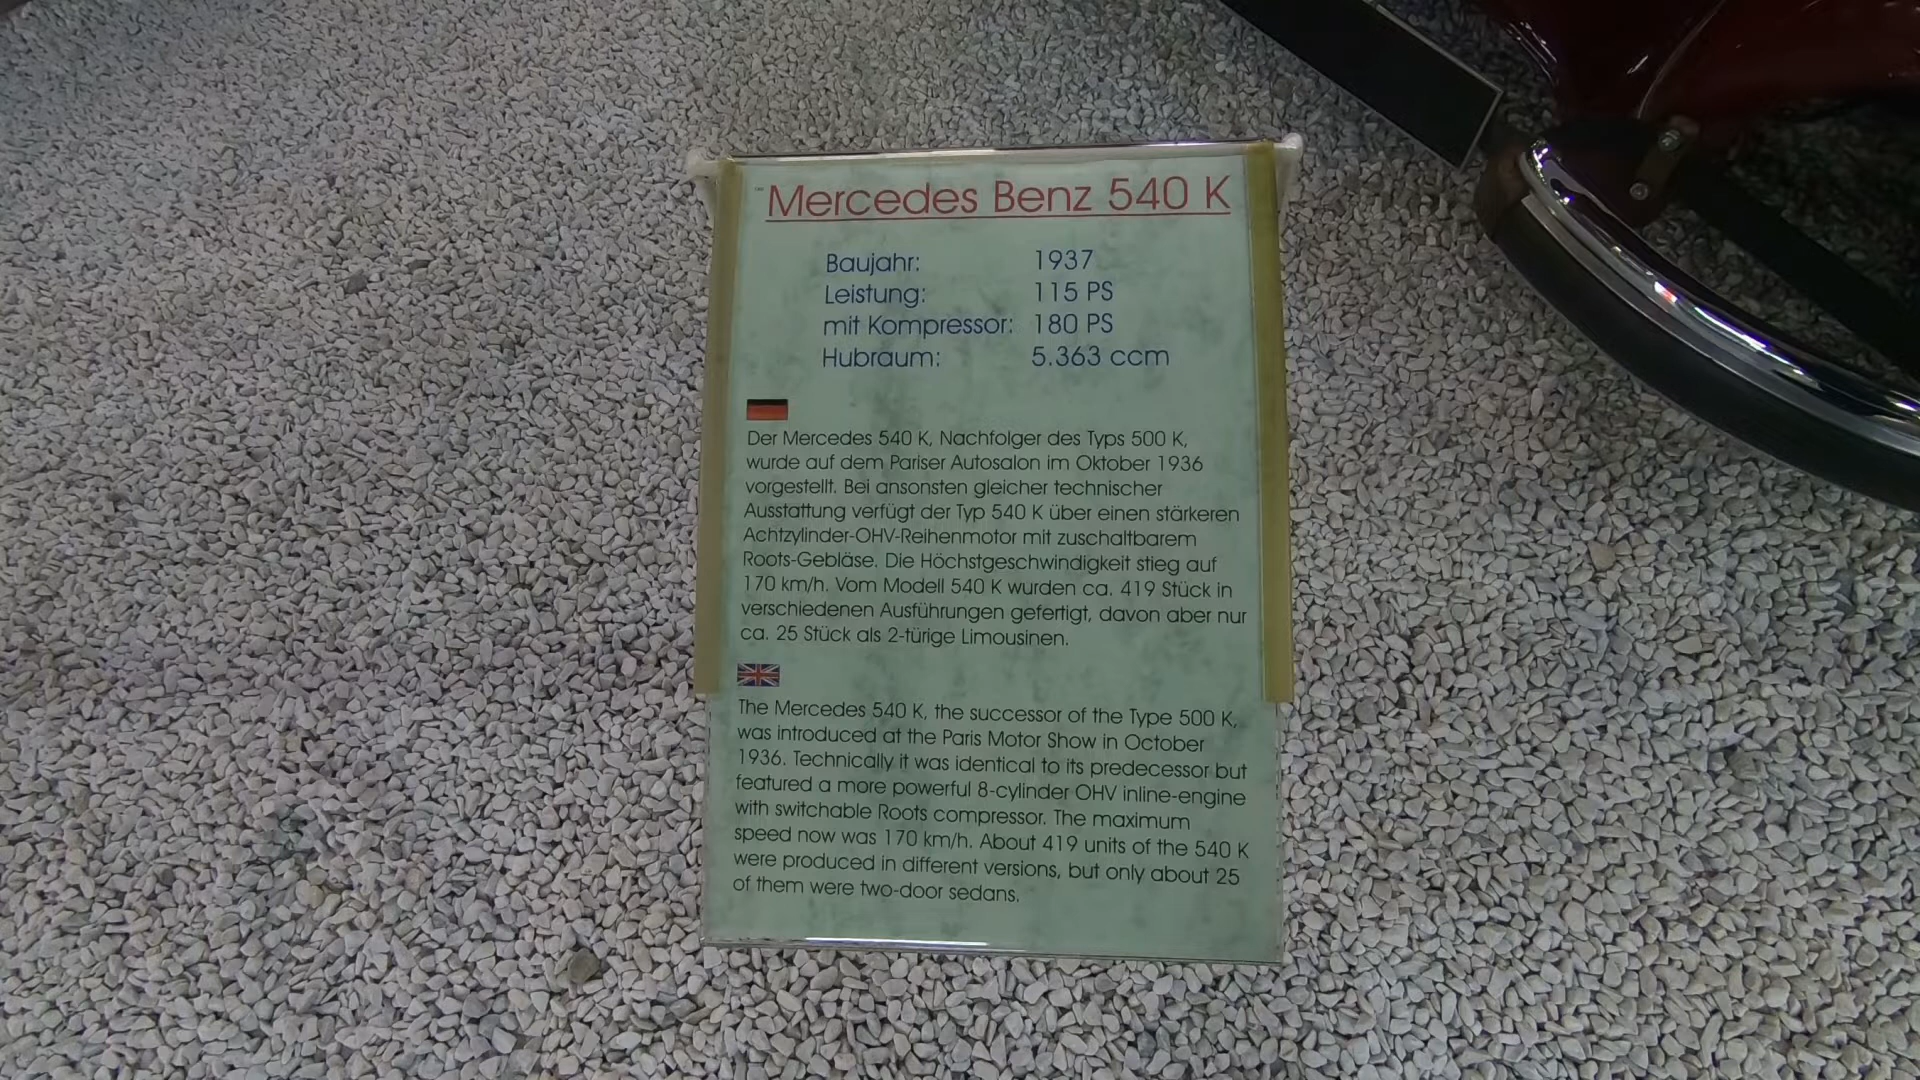 Mercedes Benz 540 K
Baujahr: 1937
Leistung: 115 PS
mit Kompressor: 180 PS
Hubraum: 5.363 ccm
Der Mercedes 540 K, Nachfolger des Typs 500 K,
wurde auf dem Pariser Autosalon im Oktober 1936
vorgestellt. Bei ansonsten gleicher technischer
Ausstattung verfügt der Typ 540 K über einen stärkeren
Achtzylinder-OHV-Reihenmotor mit zuschaltbarem
Roots-Gebläse. Die Höchstgeschwindigkeit stieg auf
170 km/h. Vom Modell 540 K wurden ca. 419 Stück in
verschiedenen Ausführungen gefertigt, davon aber nur
ca. 25 Stück als 2-türige Limousinen.
The Mercedes 540 K, the successor of the Type 500 K,
was introduced at the Paris Motor Show in October
1936. Technically it was identical to its predecessor but
featured a more powerful 8-cylinder OHV inline-engine
with switchable Roots compressor. The maximum
speed now was 170 km/h. About 419 units of the 540 K
were produced in different versions, but only about 25
of them were two-door sedans.